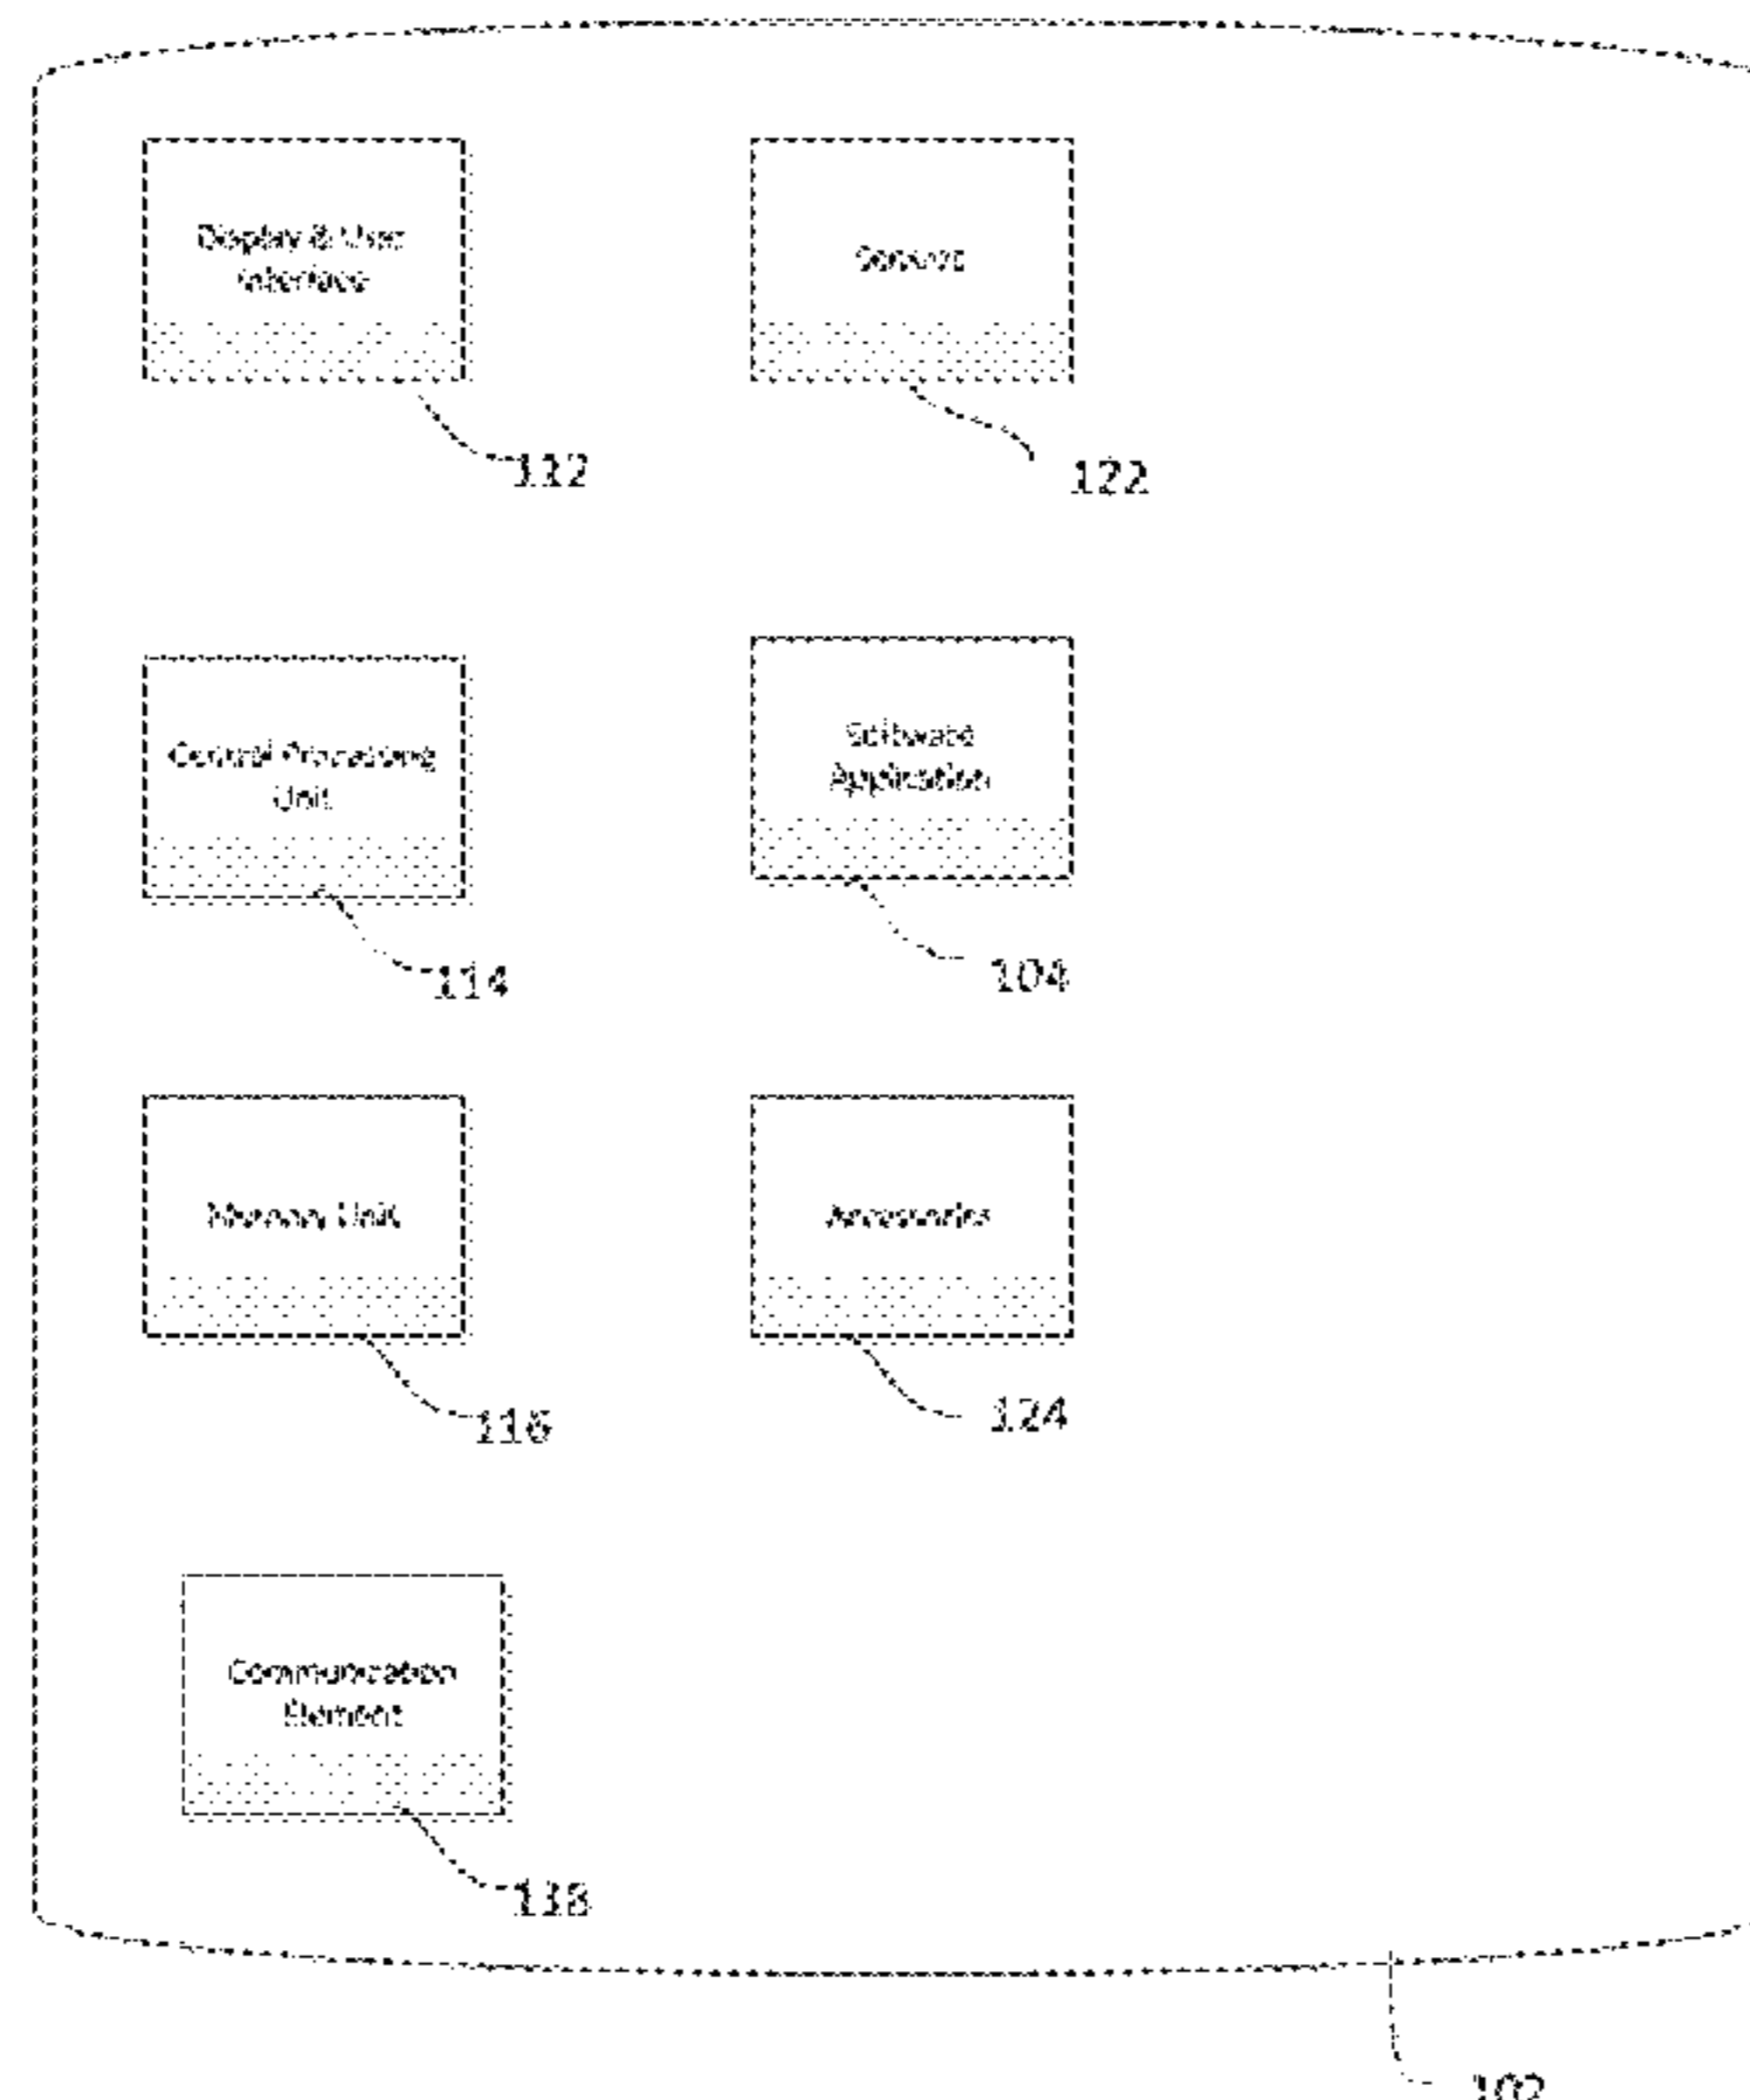 Display & User
Interface
Sensors
112
122
Central Processing
Unit
Software
Application
114
104
Memory Unit
Accessories
116
124
Communication
Element
118
102